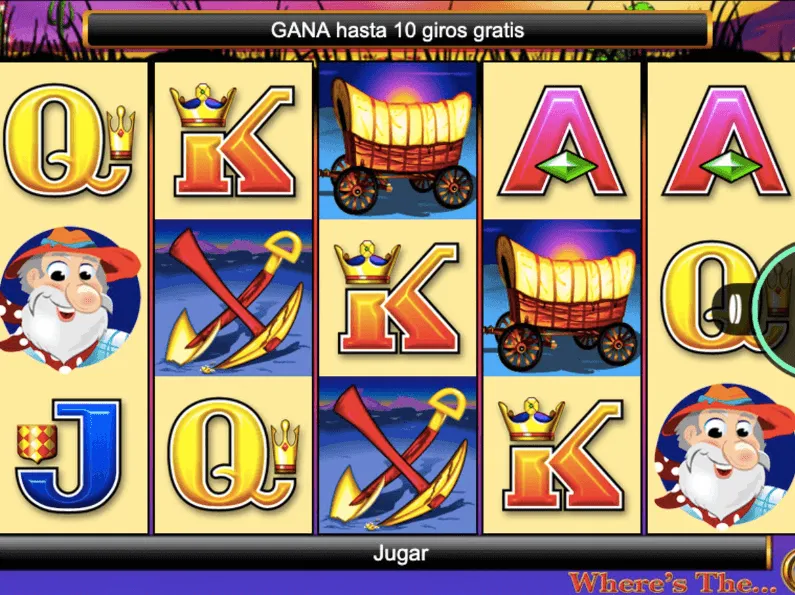 GANA hasta 10 giros gratis
Q K A A
K Q
J Q K
Jugar
Where's The...